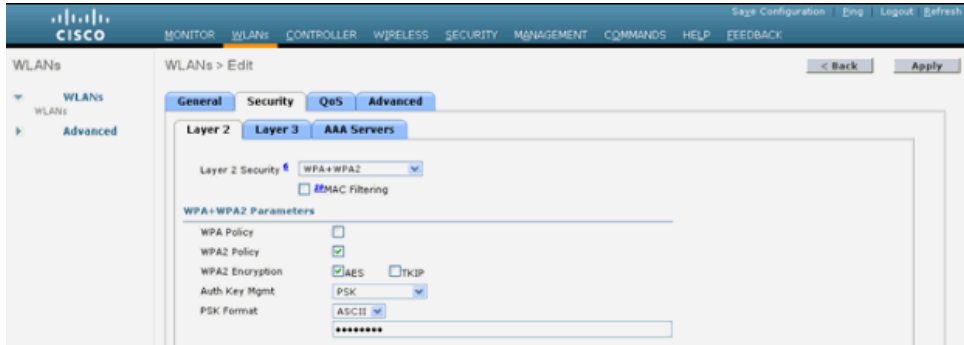 Save Configuration Ping Logout Refresh
CISCO
MONITOR WLANs CONTROLLER WIRELESS SECURITY MANAGEMENT COMMANDS HELP FEEDBACK
WLANs
WLANs > Edit
< Back
Apply
WLANs
WLANs
Advanced
General Security QoS Advanced
Layer 2 Layer 3 AAA Servers
Layer 2 Security 6 WPA+WPA2
MAC Filtering
WPA+WPA2 Parameters
WPA Policy
WPA2 Policy
WPA2 Encryption AES TKIP
Auth Key Mgmt PSK
PSK Format ASCII
••••••••